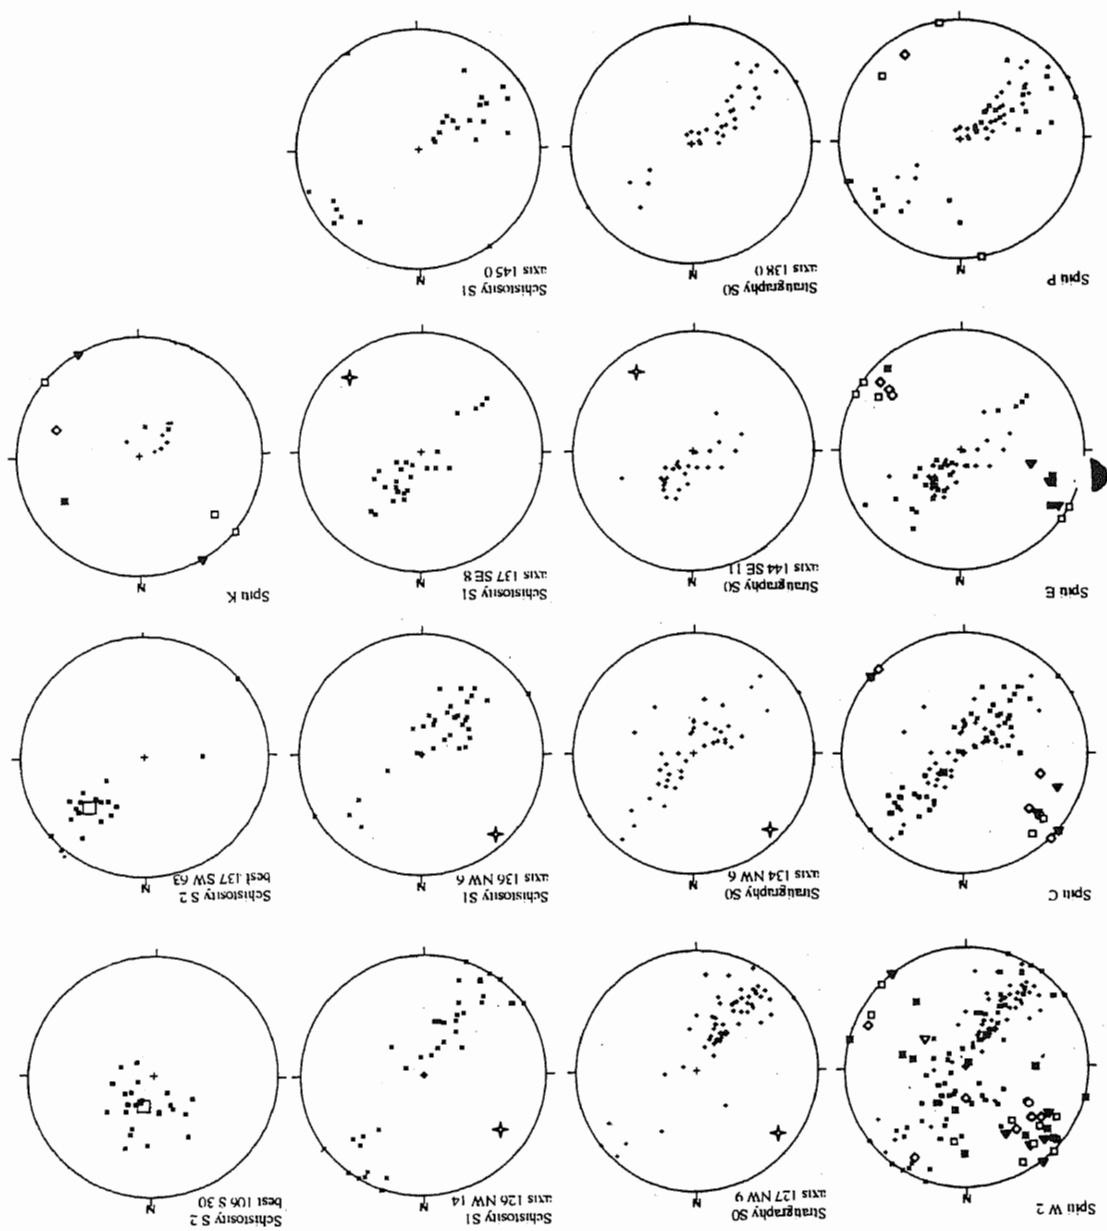 Spiti W 2
N
Stratigraphy S0
axis 127 NW 9
N
Schistosity S1
axis 126 NW 14
N
Schistosity S 2
best 106 S 30
N
Spiti C
N
Stratigraphy S0
axis 134 NW 6
N
Schistosity S1
axis 136 NW 6
N
Schistosity S 2
best 137 SW 63
N
Spiti E
N
Stratigraphy S0
axis 144 SE 11
N
Schistosity S1
axis 137 SE 8
N
Spiti K
N
Spiti P
N
Stratigraphy S0
axis 138 0
N
Schistosity S1
axis 145 0
N